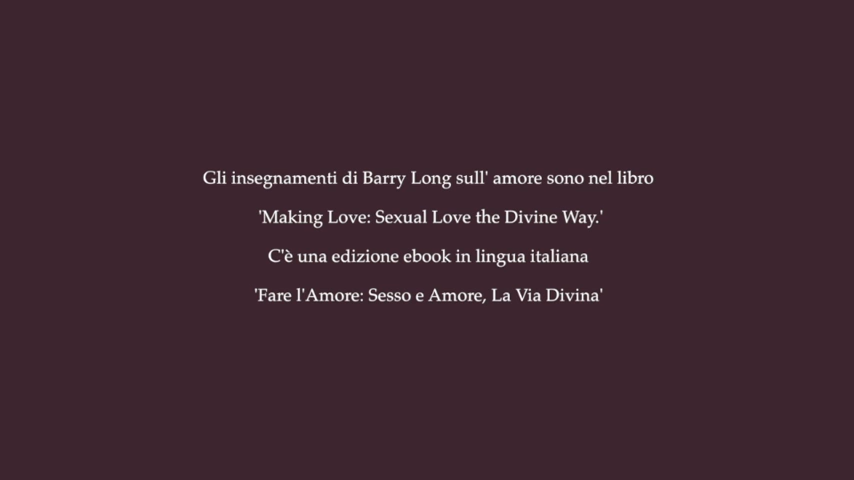 Gli insegnamenti di Barry Long sull' amore sono nel libro
'Making Love: Sexual Love the Divine Way.'
C'è una edizione ebook in lingua italiana
'Fare l'Amore: Sesso e Amore, La Via Divina'